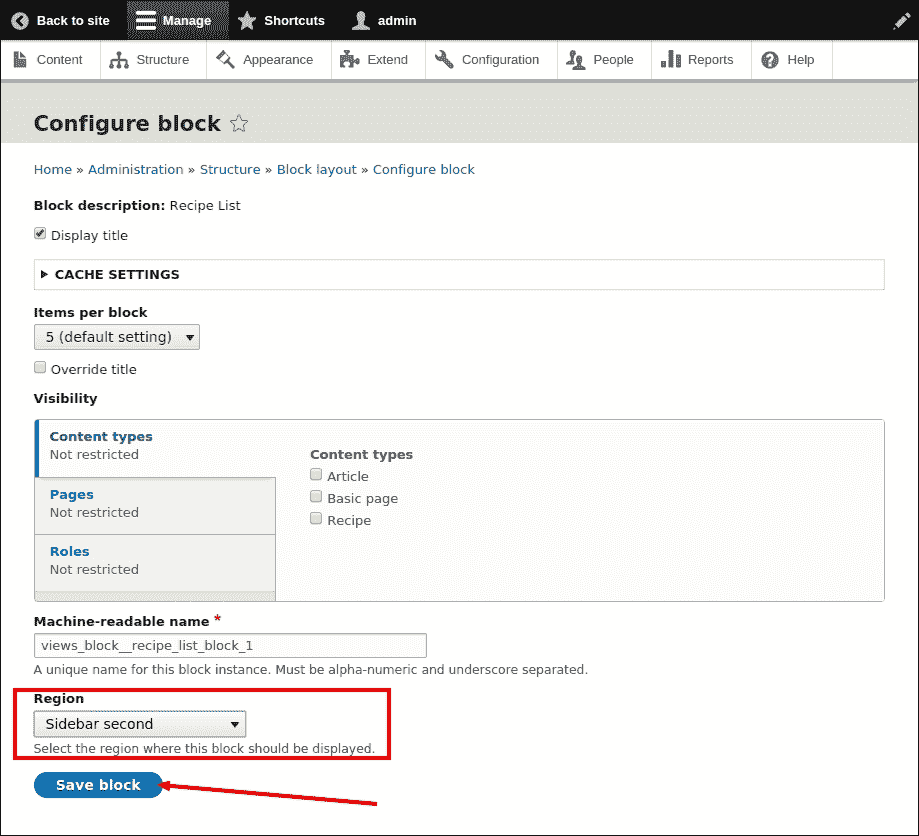 Back to site Manage Shortcuts admin
Content Structure Appearance Extend Configuration People Reports Help
Configure block
Home » Administration » Structure » Block layout » Configure block
Block description: Recipe List
Display title
CACHE SETTINGS
Items per block
5 (default setting)
Override title
Visibility
Content types
Not restricted
Pages
Not restricted
Roles
Not restricted
Content types
Article
Basic page
Recipe
Machine-readable name *
views_block__recipe_list_block_1
A unique name for this block instance. Must be alpha-numeric and underscore separated.
Region
Sidebar second
Select the region where this block should be displayed.
Save block